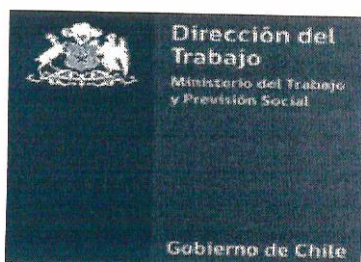 Dirección del
Trabajo
Ministerio del Trabajo
y Previsión Social
Gobierno de Chile